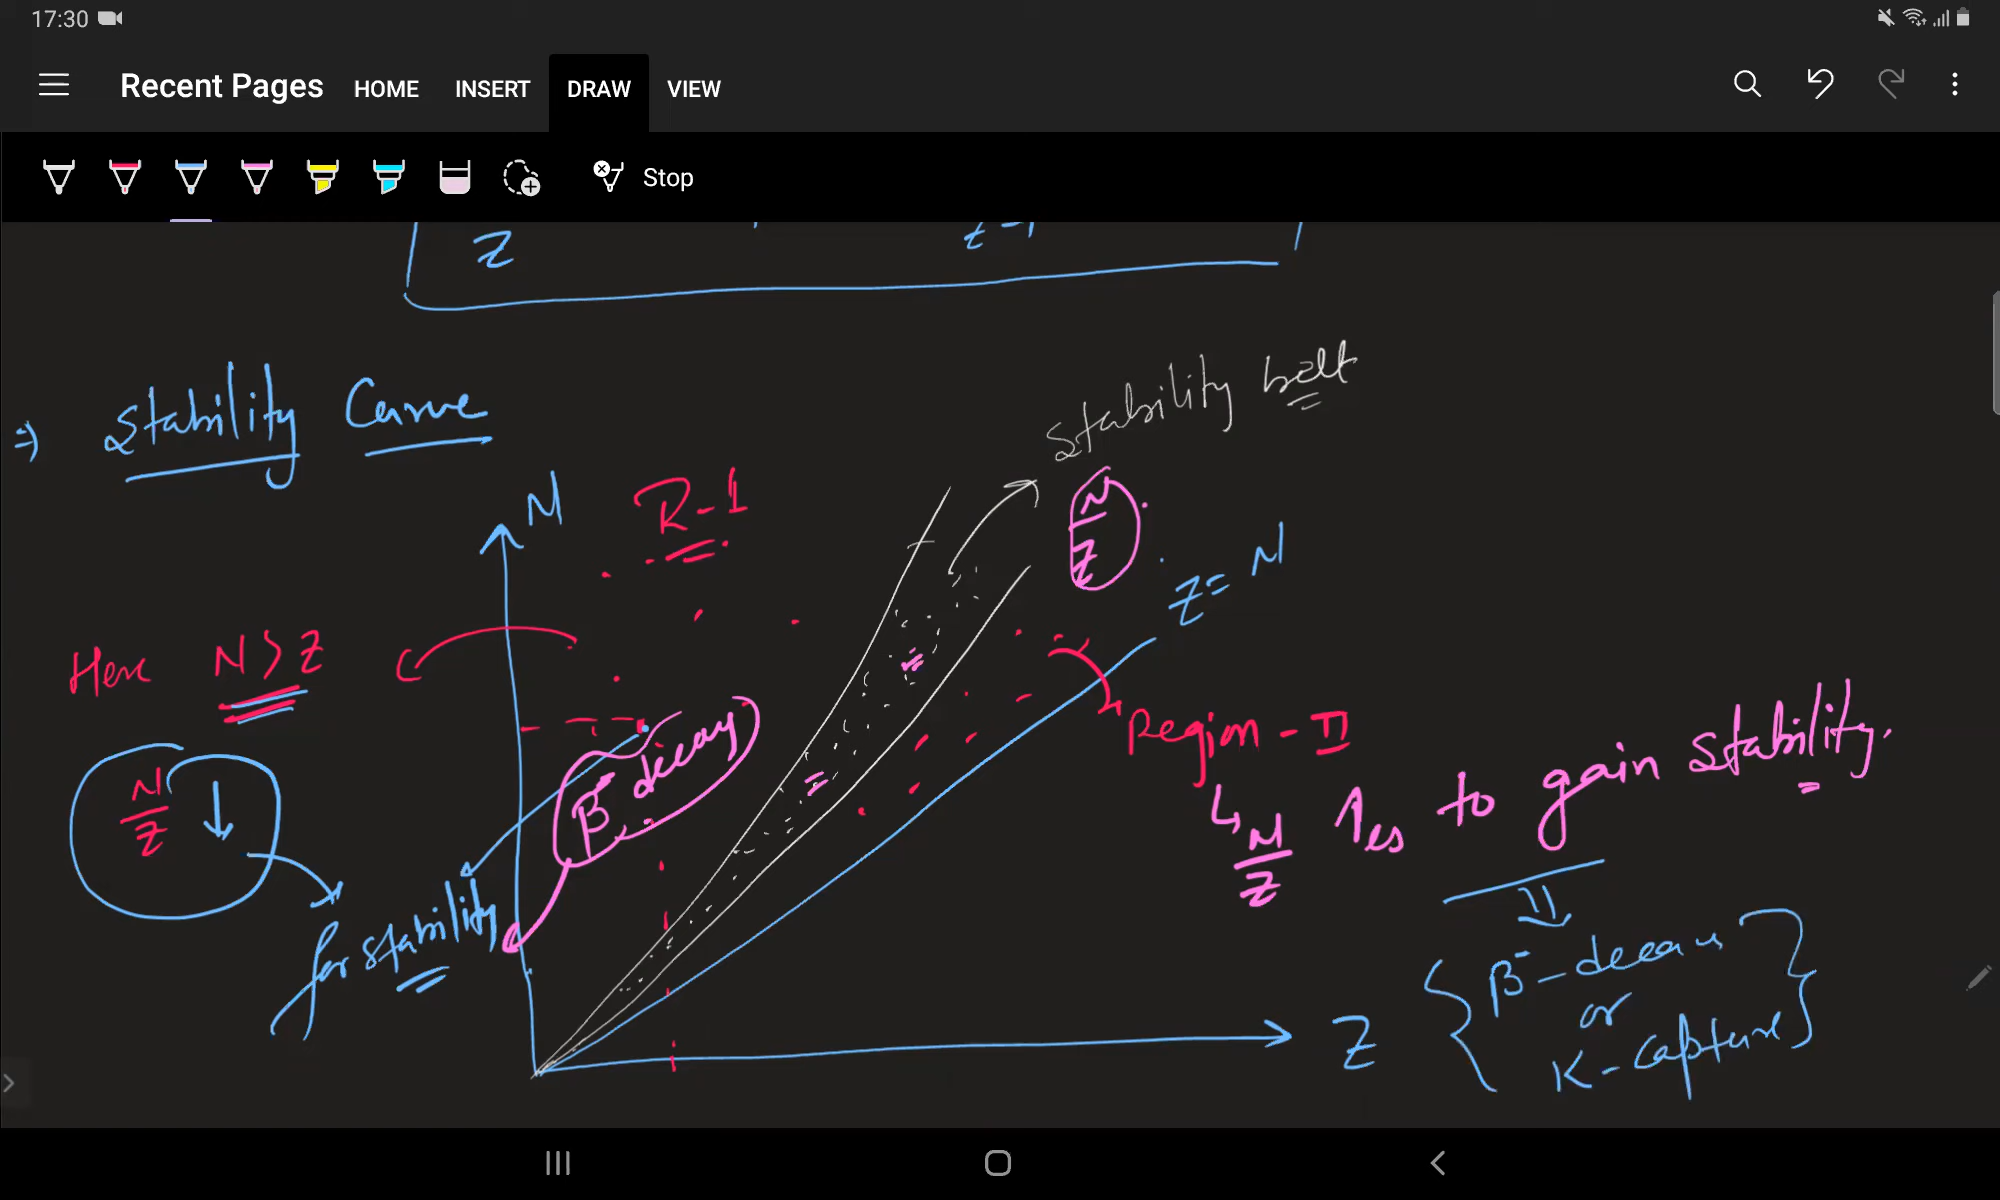 17:30
Recent Pages HOME INSERT DRAW VIEW
Stop
Z
Z-1
=) Stability Curve
Stability belt
N
R-1
N/Z
Z= N
Here N>Z
β decay
Region - II
N/Z ↓
↳ N/Z ↑es to gain stability.
for stability
β - decay
or
K - capture
Z